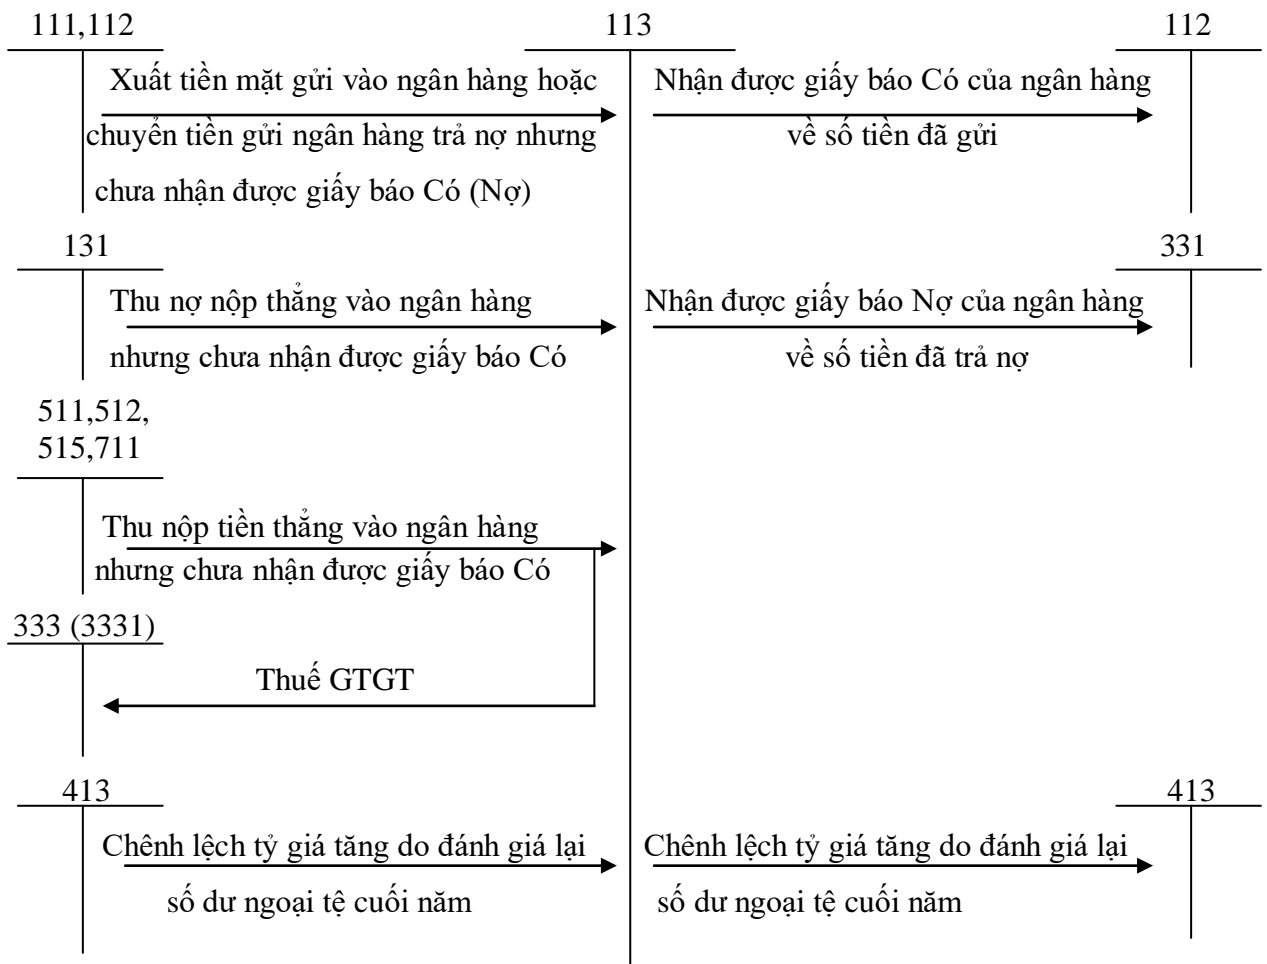 111,112
113
112
Xuất tiền mặt gửi vào ngân hàng hoặc
chuyển tiền gửi ngân hàng trả nợ nhưng
chưa nhận được giấy báo Có (Nợ)
Nhận được giấy báo Có của ngân hàng
về số tiền đã gửi
131
331
Thu nợ nộp thẳng vào ngân hàng
nhưng chưa nhận được giấy báo Có
Nhận được giấy báo Nợ của ngân hàng
về số tiền đã trả nợ
511,512,
515,711
Thu nộp tiền thẳng vào ngân hàng
nhưng chưa nhận được giấy báo Có
333 (3331)
Thuế GTGT
413
413
Chênh lệch tỷ giá tăng do đánh giá lại
số dư ngoại tệ cuối năm
Chênh lệch tỷ giá tăng do đánh giá lại
số dư ngoại tệ cuối năm